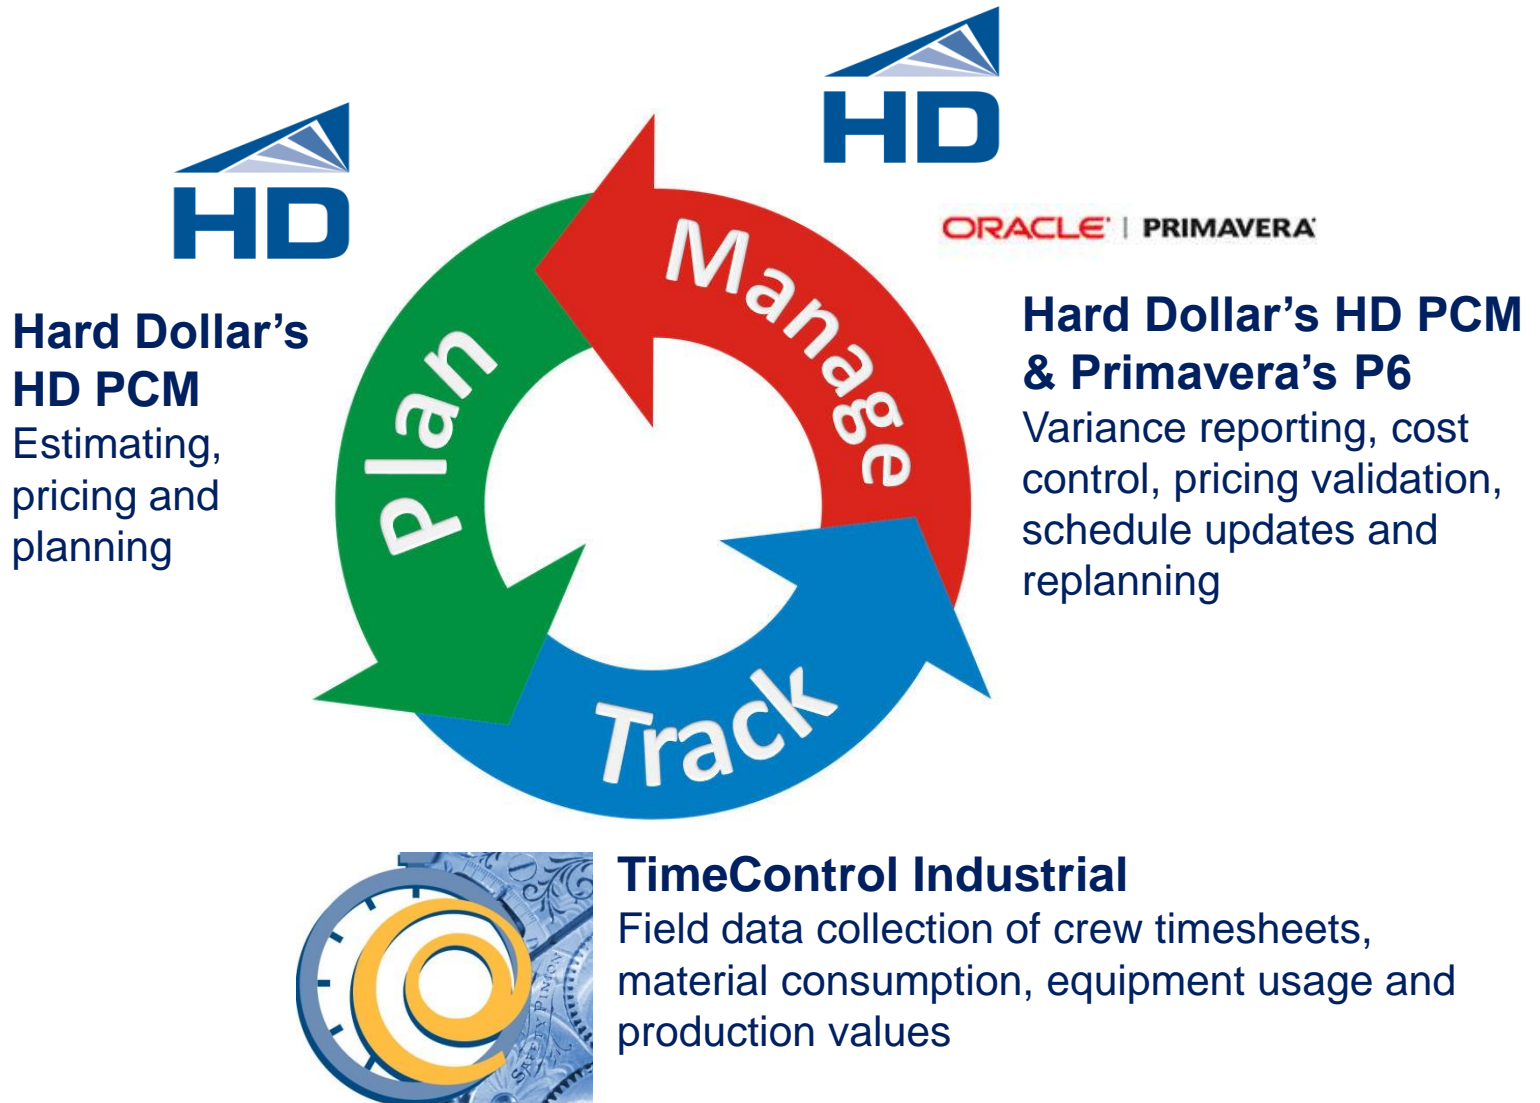 HD
HD
ORACLE | PRIMAVERA
Hard Dollar’s
HD PCM
Estimating,
pricing and
planning
Plan
Manage
Track
Hard Dollar’s HD PCM
& Primavera’s P6
Variance reporting, cost
control, pricing validation,
schedule updates and
replanning
TimeControl Industrial
Field data collection of crew timesheets,
material consumption, equipment usage and
production values
SAFETY PINION